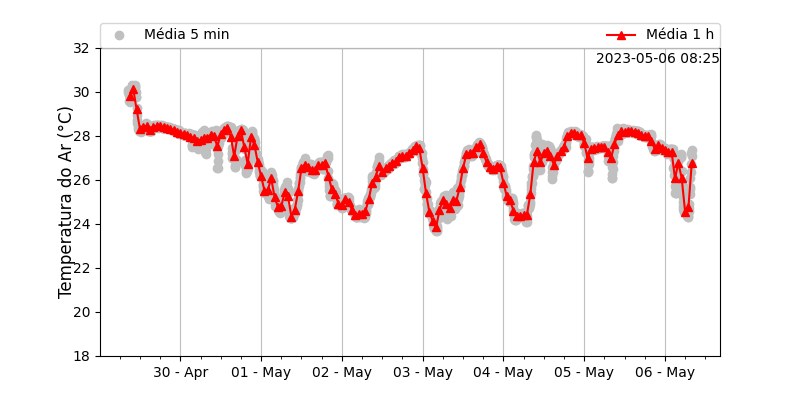 Média 5 min
Média 1 h
2023-05-06 08:25
Temperatura do Ar (°C)
32
30
28
26
24
22
20
18
30 - Apr
01 - May
02 - May
03 - May
04 - May
05 - May
06 - May